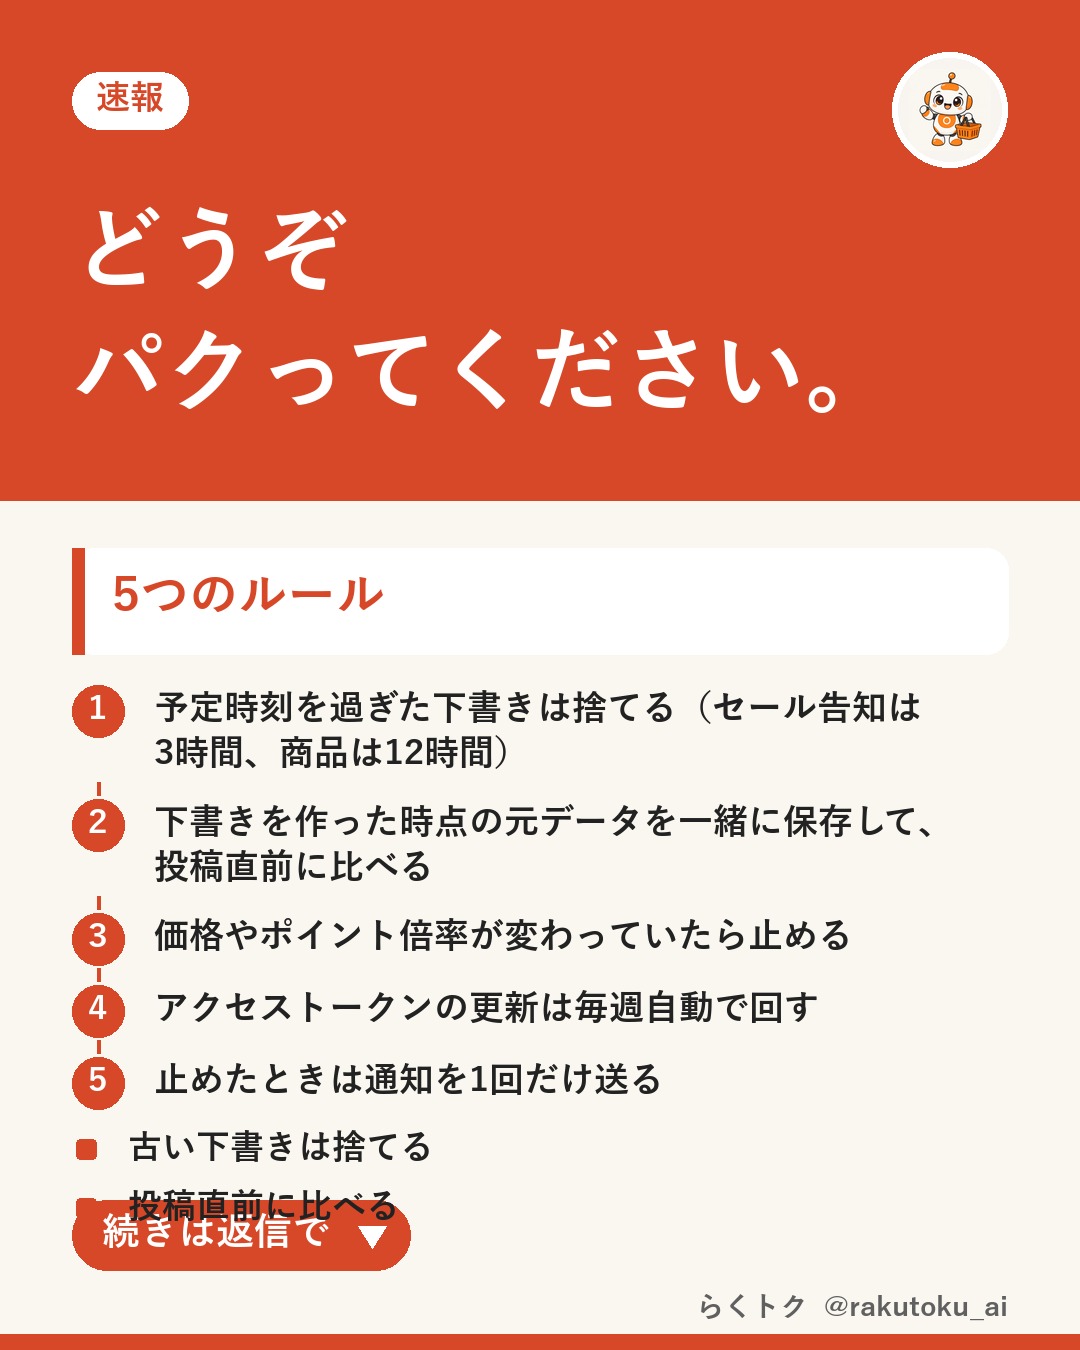 速報
どうぞ
パクってください。
5つのルール
1 予定時刻を過ぎた下書きは捨てる（セール告知は
3時間、商品は12時間）
2 下書きを作った時点の元データを一緒に保存して、
投稿直前に比べる
3 価格やポイント倍率が変わっていたら止める
4 アクセストークンの更新は毎週自動で回す
5 止めたときは通知を1回だけ送る
古い下書きは捨てる
投稿直前に比べる
続きは返信で ▼
らくトク @rakutoku_ai